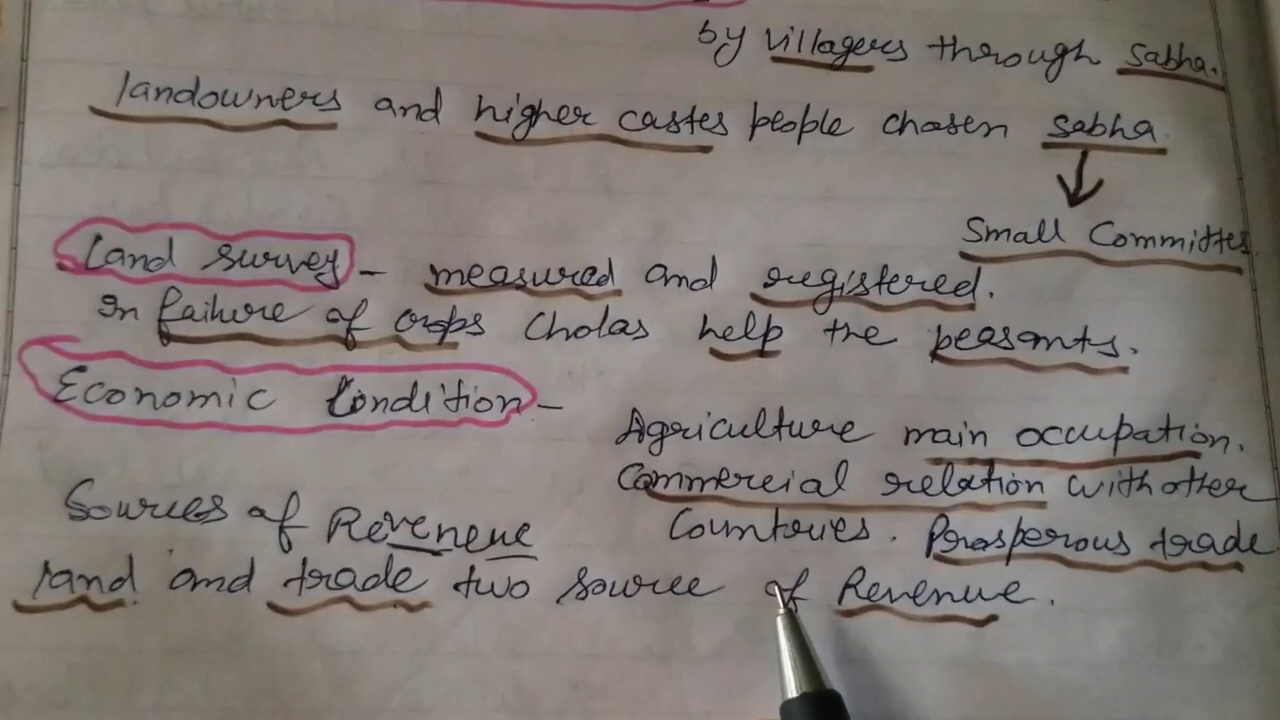 by villagers through sabha.
landowners and higher castes people chosen sabha.
Small Committee
Land survey - measured and registered.
In failure of crops Cholas help the peasants.
Economic Condition -
Agriculture main occupation.
Commercial relation with other
Countries. Prosperous trade
Sources of Reveneue
land and trade two source of Revenue.